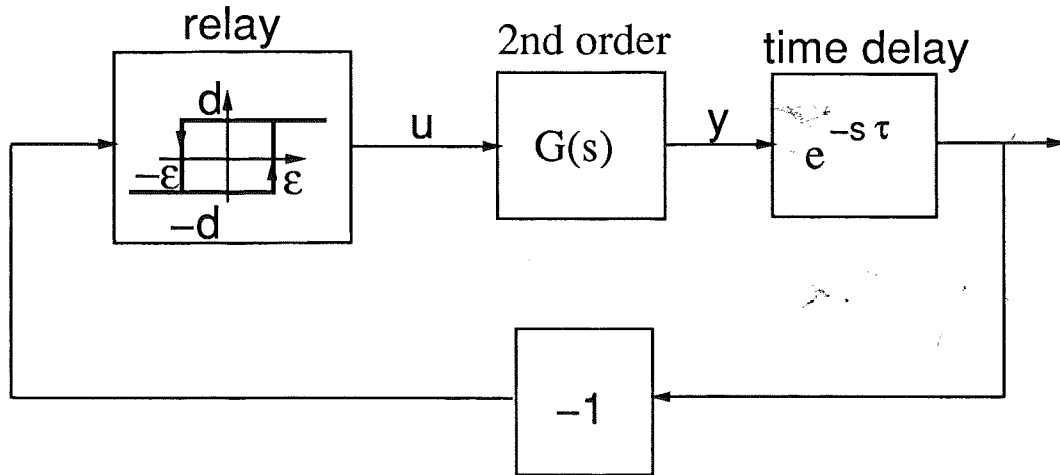 relay
2nd order
time delay
d
−ε
ε
−d
u
G(s)
y
e^{−s τ}
−1